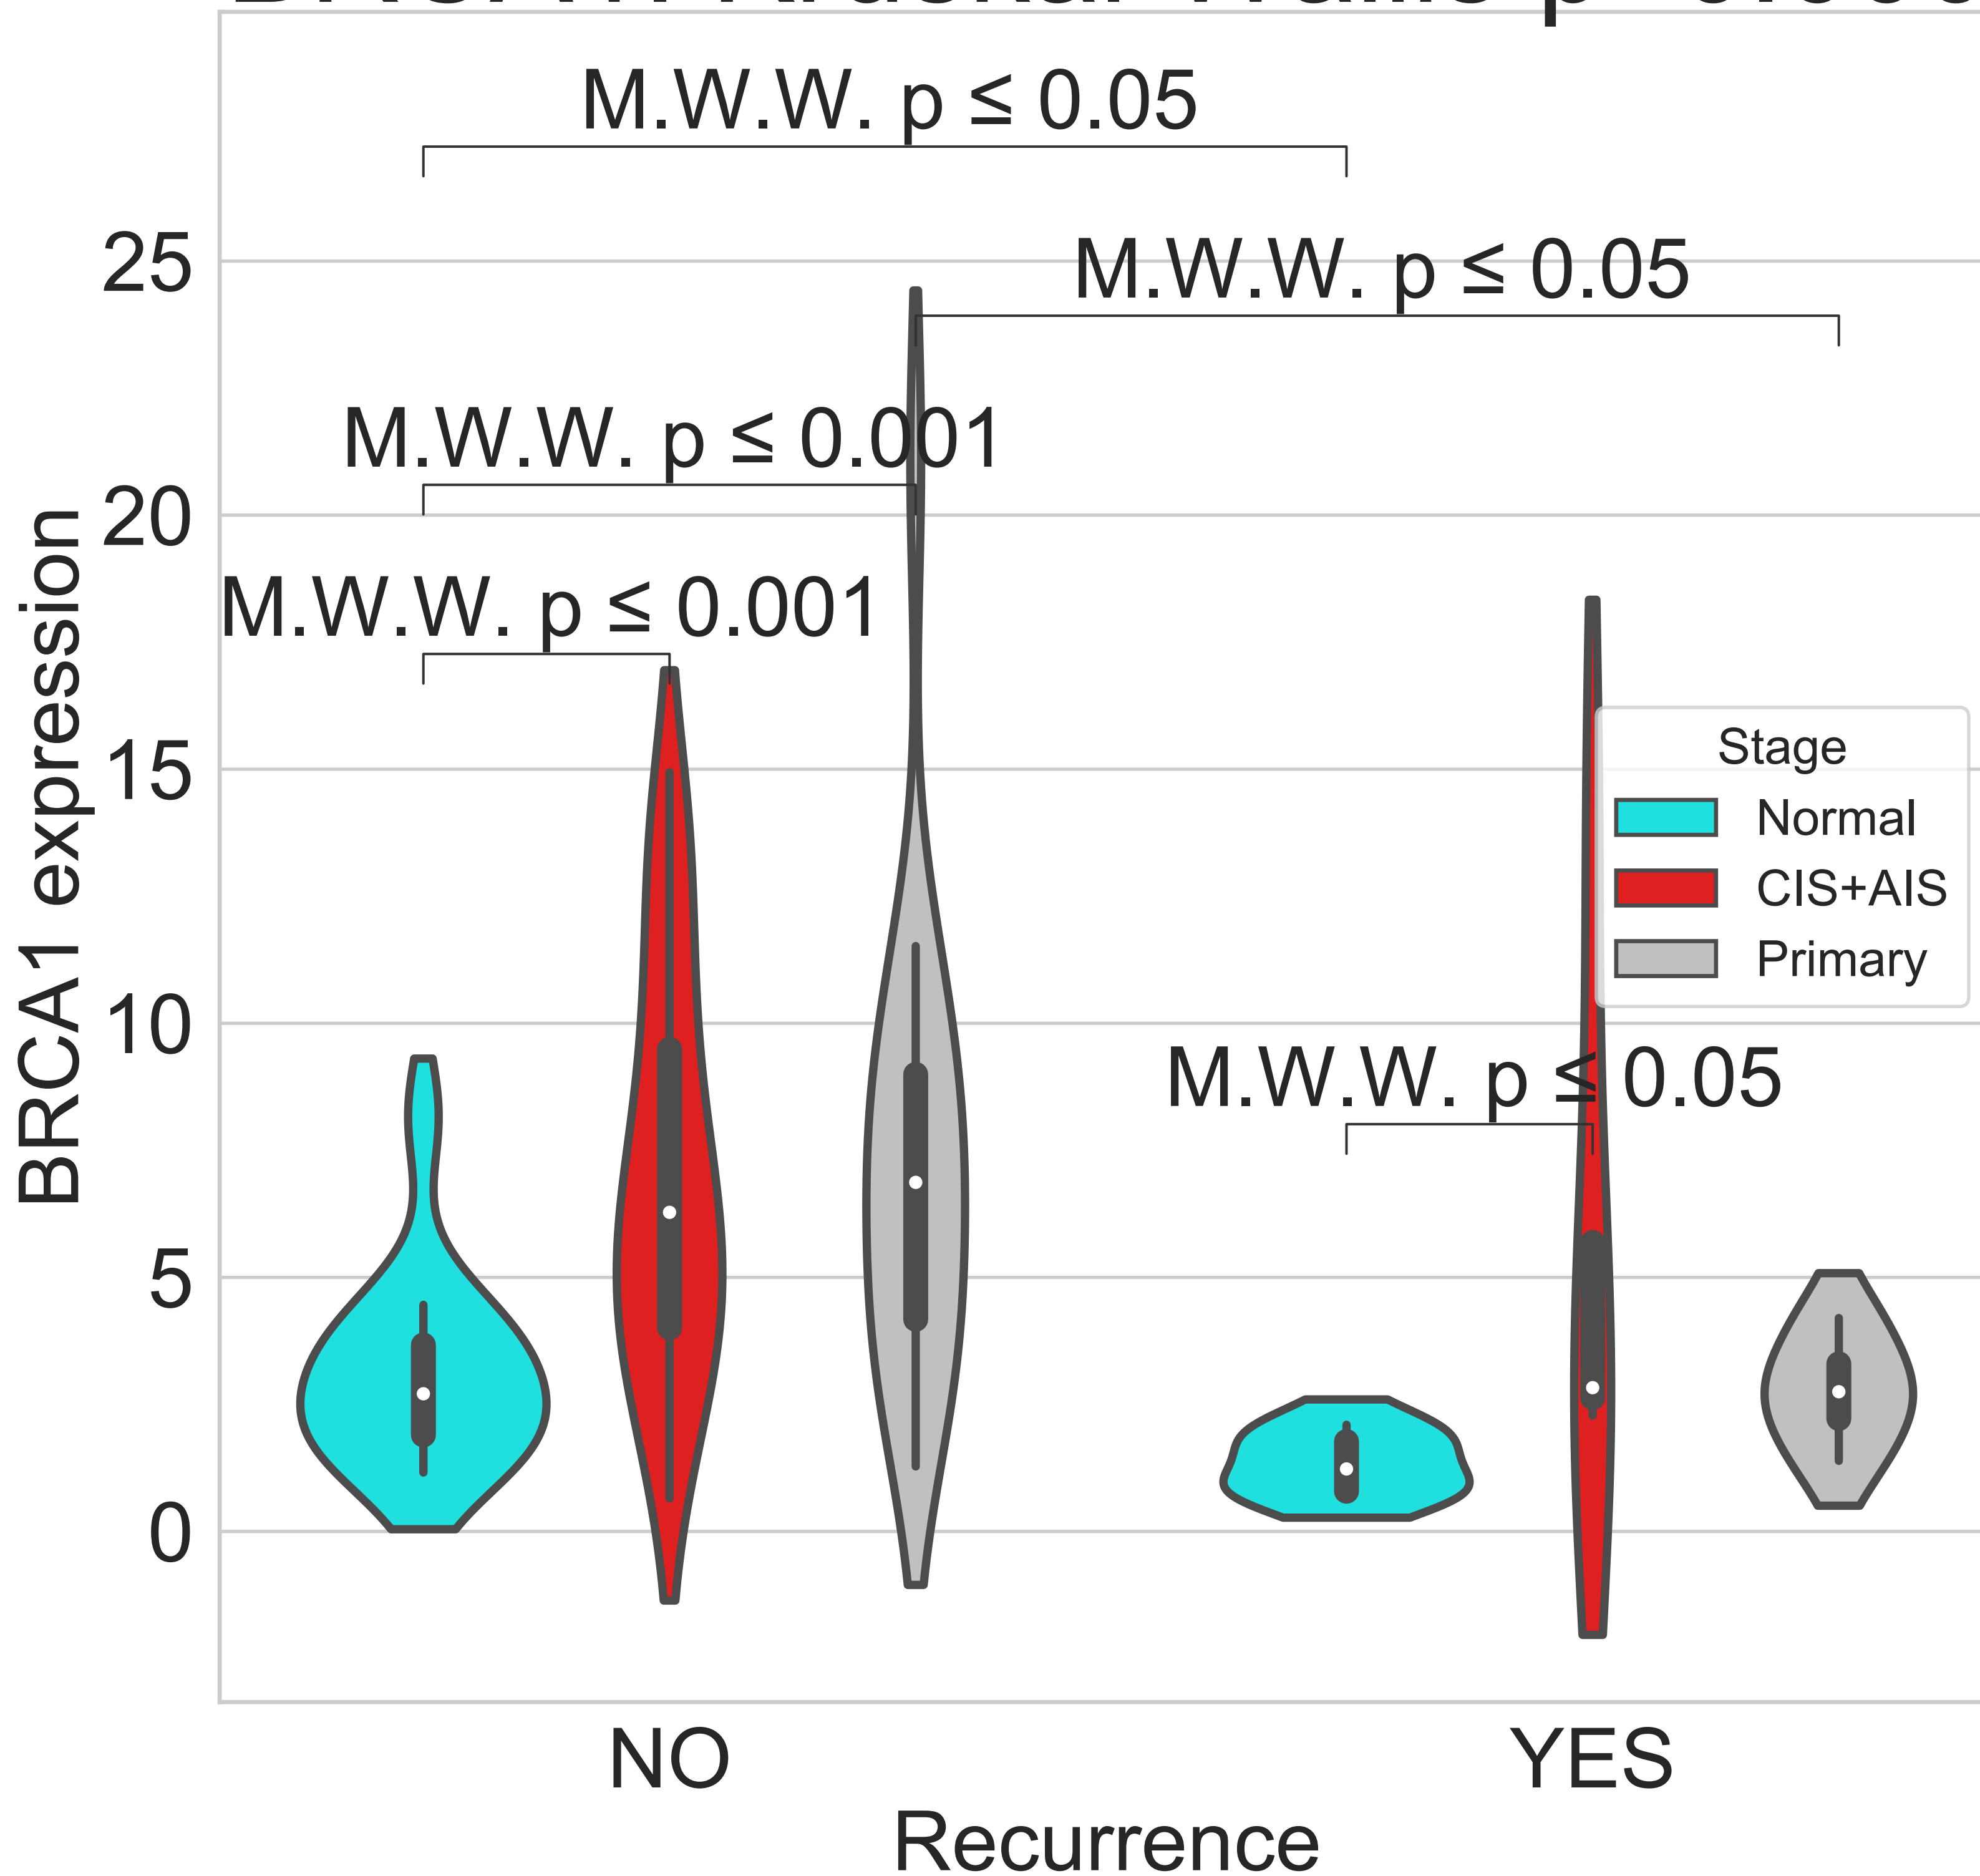 M.W.W. p ≤ 0.05
25
M.W.W. p ≤ 0.05
M.W.W. p ≤ 0.001
20
M.W.W. p ≤ 0.001
15
Stage
Normal
CIS+AIS
Primary
10
M.W.W. p ≤ 0.05
5
0
BRCA1 expression
NO
YES
Recurrence